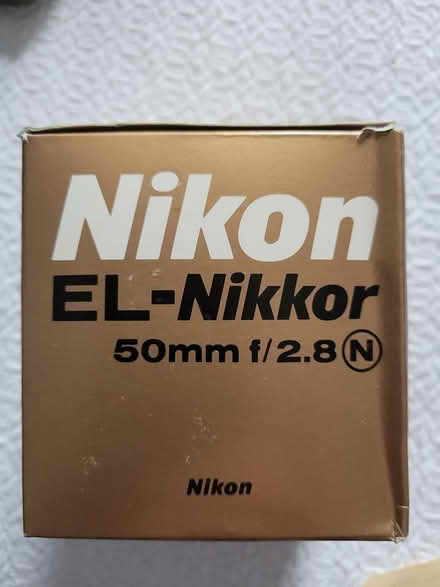 Nikon
EL-Nikkor
50mm f/2.8 Ⓝ
Nikon